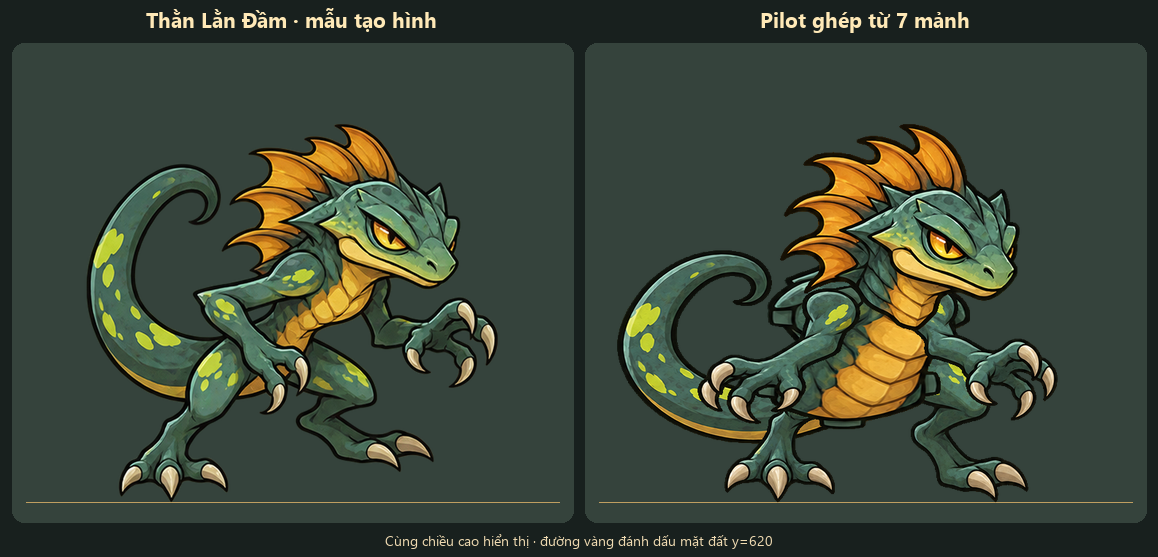 Thằn Lằn Đầm · mẫu tạo hình
Pilot ghép từ 7 mảnh
Cùng chiều cao hiển thị · đường vàng đánh dấu mặt đất y=620